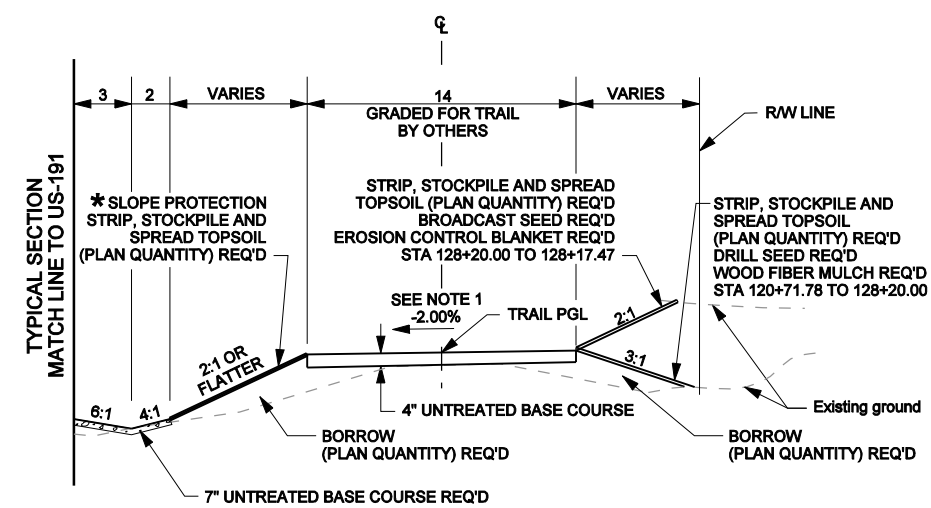 ℄
3
2
VARIES
14
VARIES
GRADED FOR TRAIL
BY OTHERS
R/W LINE
TYPICAL SECTION
MATCH LINE TO US-191
* SLOPE PROTECTION
STRIP, STOCKPILE AND
SPREAD TOPSOIL
(PLAN QUANTITY) REQ'D
STRIP, STOCKPILE AND SPREAD
TOPSOIL (PLAN QUANTITY) REQ'D
BROADCAST SEED REQ'D
EROSION CONTROL BLANKET REQ'D
STA 128+20.00 TO 128+17.47
STRIP, STOCKPILE AND
SPREAD TOPSOIL
(PLAN QUANTITY) REQ'D
DRILL SEED REQ'D
WOOD FIBER MULCH REQ'D
STA 120+71.78 TO 128+20.00
SEE NOTE 1
-2.00%
TRAIL PGL
2:1
2:1 OR
FLATTER
3:1
6:1
4:1
4" UNTREATED BASE COURSE
Existing ground
BORROW
(PLAN QUANTITY) REQ'D
BORROW
(PLAN QUANTITY) REQ'D
7" UNTREATED BASE COURSE REQ'D